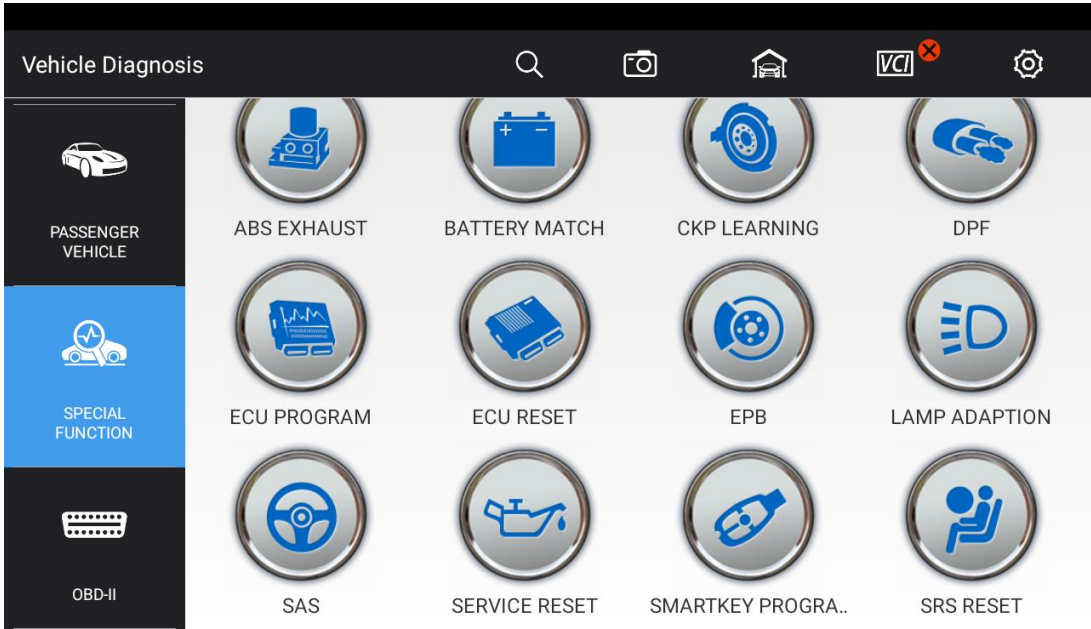 Vehicle Diagnosis
VCI
PASSENGER
VEHICLE
SPECIAL
FUNCTION
OBD-II
ABS EXHAUST
BATTERY MATCH
CKP LEARNING
DPF
ECU PROGRAM
ECU RESET
EPB
LAMP ADAPTION
SAS
SERVICE RESET
SMARTKEY PROGRA..
SRS RESET